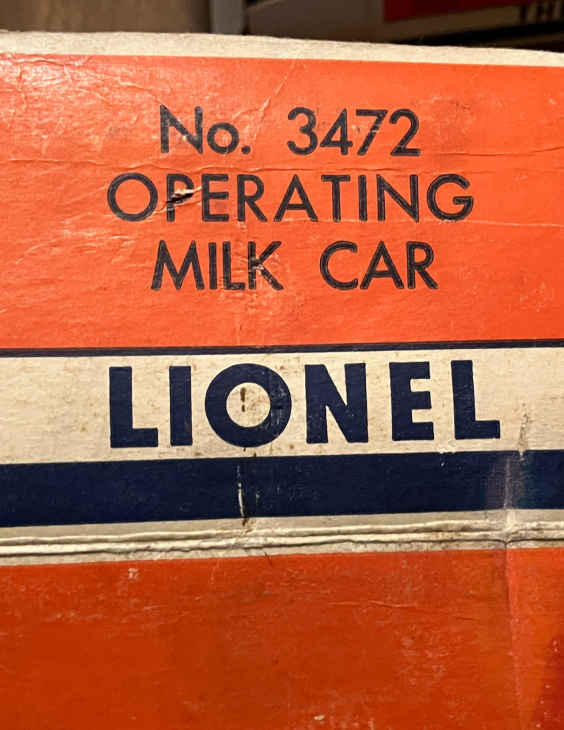 No. 3472
OPERATING
MILK CAR
LIONEL